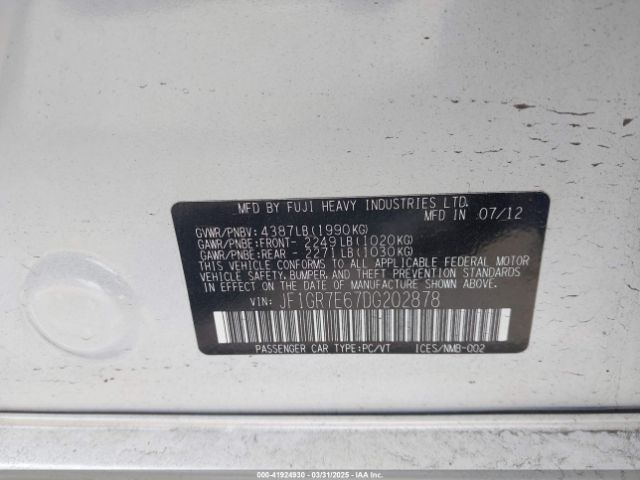 MFD BY FUJI HEAVY INDUSTRIES LTD.
MFD IN 07/12
GVWR/PNBV: 4387LB(1990KG)
GAWR/PNBE:FRONT- 2249LB(1020KG)
GAWR/PNBE:REAR - 2271LB(1030KG)
THIS VEHICLE CONFORMS TO ALL APPLICABLE FEDERAL MOTOR
VEHICLE SAFETY, BUMPER, AND THEFT PREVENTION STANDARDS
IN EFFECT ON THE DATE OF MANUFACTURE SHOWN ABOVE.
VIN: JF1GR7E67DG202878
PASSENGER CAR TYPE:PC/VT ICES/NMB-002
000-41924930 - 03/31/2025 - IAAI.COM